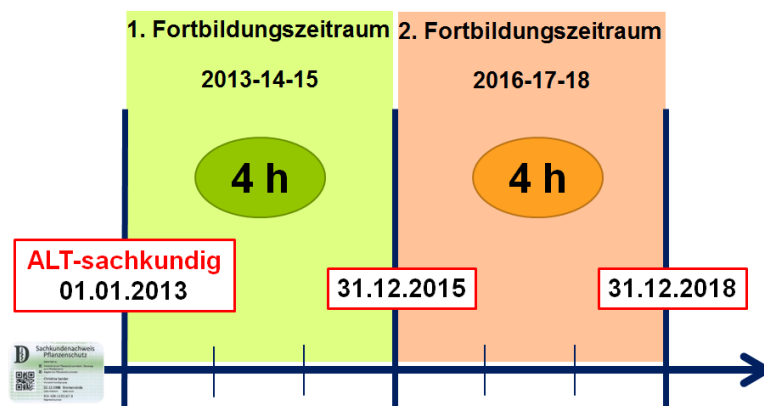 1. Fortbildungszeitraum
2013-14-15
2. Fortbildungszeitraum
2016-17-18
4 h
4 h
ALT-sachkundig
01.01.2013
31.12.2015
31.12.2018
D
Sachkundenachweis
Pflanzenschutz